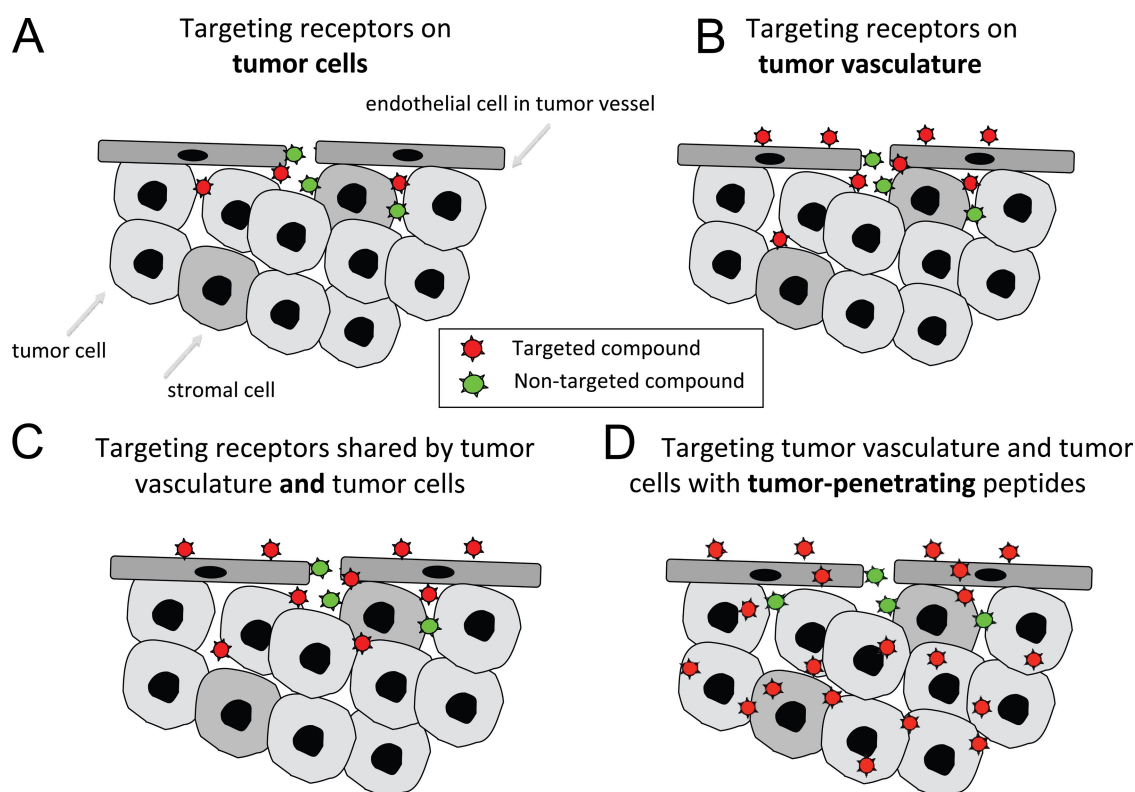 A
Targeting receptors on
tumor cells
endothelial cell in tumor vessel
tumor cell
stromal cell
B
Targeting receptors on
tumor vasculature
Targeted compound
Non-targeted compound
C
Targeting receptors shared by tumor
vasculature and tumor cells
D
Targeting tumor vasculature and tumor
cells with tumor-penetrating peptides